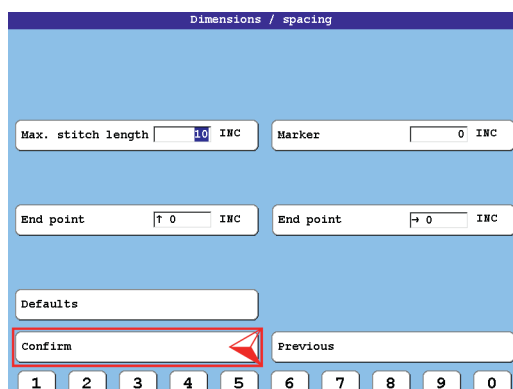 Dimensions / spacing
Max. stitch length 10 INC Marker 0 INC
End point ↑ 0 INC End point → 0 INC
Defaults
Confirm Previous
1 2 3 4 5 6 7 8 9 0